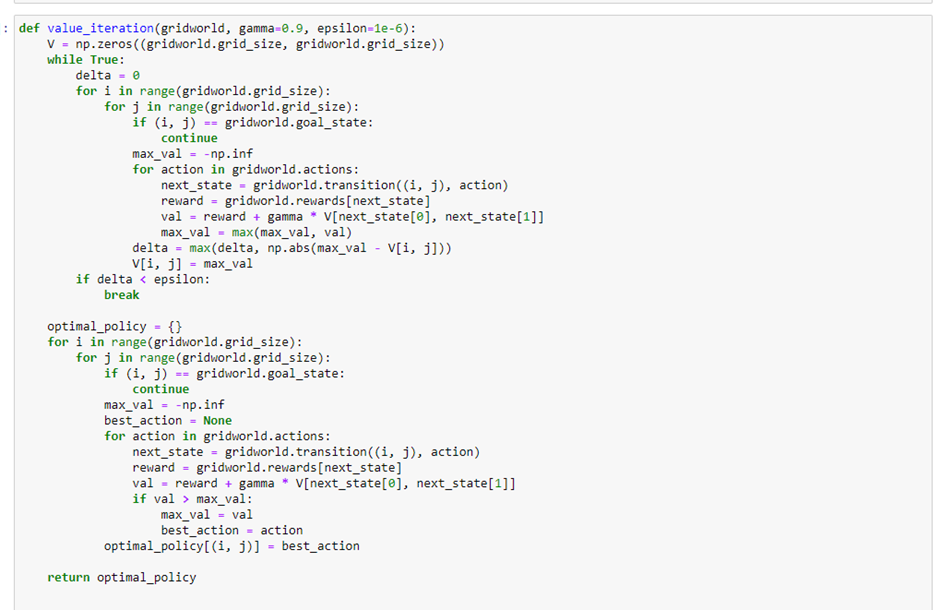 : def value_iteration(gridworld, gamma=0.9, epsilon=1e-6):
    V = np.zeros((gridworld.grid_size, gridworld.grid_size))
    while True:
        delta = 0
        for i in range(gridworld.grid_size):
            for j in range(gridworld.grid_size):
                if (i, j) == gridworld.goal_state:
                    continue
                max_val = -np.inf
                for action in gridworld.actions:
                    next_state = gridworld.transition((i, j), action)
                    reward = gridworld.rewards[next_state]
                    val = reward + gamma * V[next_state[0], next_state[1]]
                    max_val = max(max_val, val)
                delta = max(delta, np.abs(max_val - V[i, j]))
                V[i, j] = max_val
        if delta < epsilon:
            break

    optimal_policy = {}
    for i in range(gridworld.grid_size):
        for j in range(gridworld.grid_size):
            if (i, j) == gridworld.goal_state:
                continue
            max_val = -np.inf
            best_action = None
            for action in gridworld.actions:
                next_state = gridworld.transition((i, j), action)
                reward = gridworld.rewards[next_state]
                val = reward + gamma * V[next_state[0], next_state[1]]
                if val > max_val:
                    max_val = val
                    best_action = action
            optimal_policy[(i, j)] = best_action

    return optimal_policy